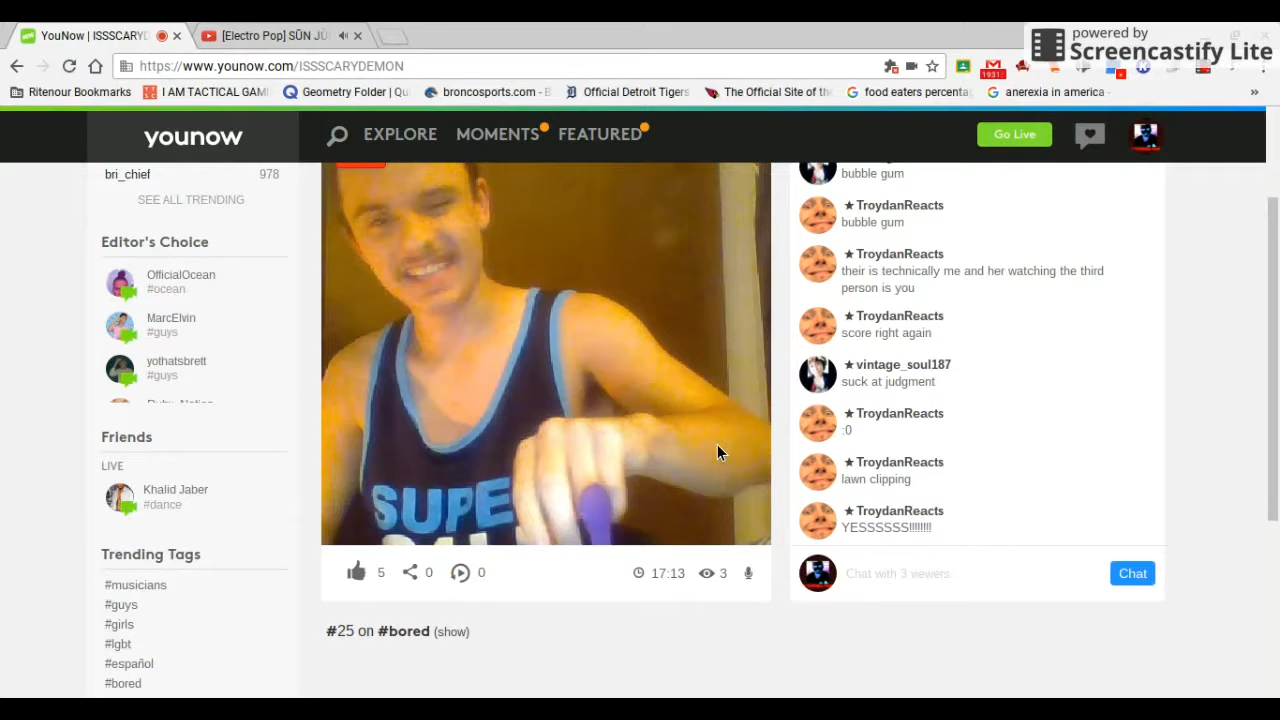 powered by
Screencastify Lite
YouNow | ISSSCARYD
[Electro Pop] SŪN JÙ
https://www.younow.com/ISSSCARYDEMON
1931
Ritenour Bookmarks
I AM TACTICAL GAMI
Geometry Folder | Qu
broncosports.com - B
Official Detroit Tigers
The Official Site of th
food eaters percenta
anerexia in america -
»
younow
EXPLORE
MOMENTS
FEATURED
Go Live
bri_chief 978
SEE ALL TRENDING
Editor's Choice
OfficialOcean
#ocean
MarcElvin
#guys
yothatsbrett
#guys
Friends
LIVE
Khalid Jaber
#dance
Trending Tags
#musicians
#guys
#girls
#lgbt
#español
#bored
SUPE
5 0 0 17:13 3
#25 on #bored (show)
bubble gum
TroydanReacts
bubble gum
TroydanReacts
their is technically me and her watching the third
person is you
TroydanReacts
score right again
vintage_soul187
suck at judgment
TroydanReacts
:0
TroydanReacts
lawn clipping
TroydanReacts
YESSSSSS!!!!!!!!
Chat with 3 viewers
Chat